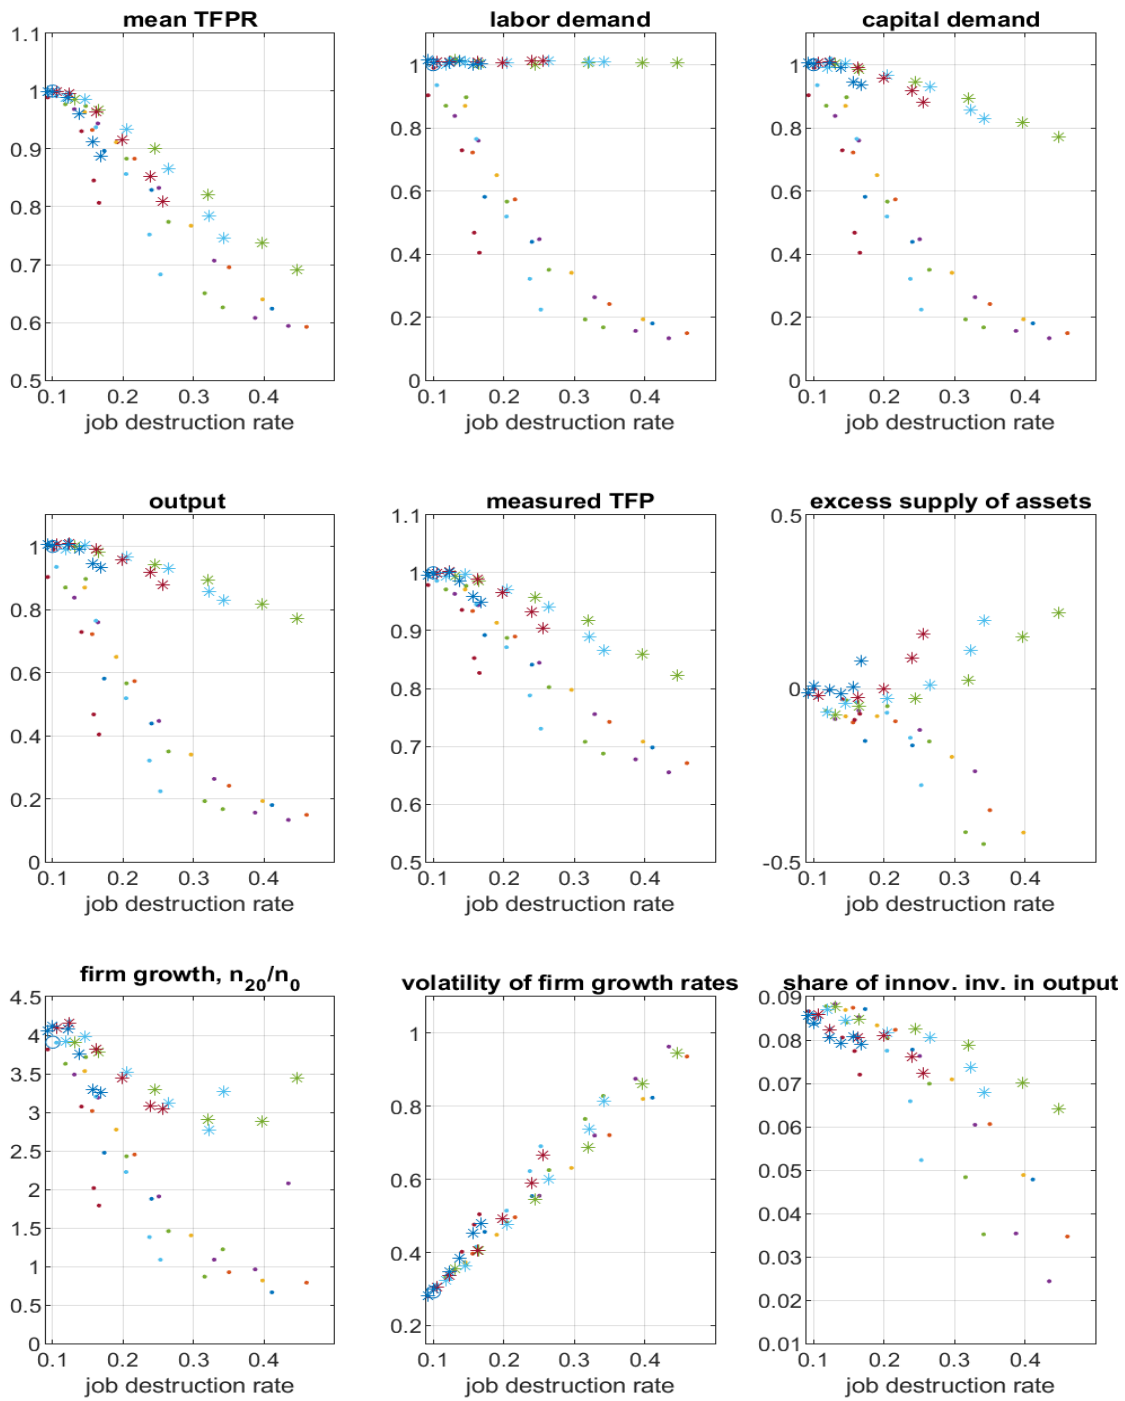 mean TFPR
labor demand
capital demand
1.1
1
0.9
0.8
0.7
0.6
0.5
0.1 0.2 0.3 0.4
job destruction rate
1
0.8
0.6
0.4
0.2
0
0.1 0.2 0.3 0.4
job destruction rate
1
0.8
0.6
0.4
0.2
0
0.1 0.2 0.3 0.4
job destruction rate
output
measured TFP
excess supply of assets
1
0.8
0.6
0.4
0.2
0
0.1 0.2 0.3 0.4
job destruction rate
1.1
1
0.9
0.8
0.7
0.6
0.5
0.1 0.2 0.3 0.4
job destruction rate
0.5
0
-0.5
0.1 0.2 0.3 0.4
job destruction rate
firm growth, n20/n0
volatility of firm growth rates
share of innov. inv. in output
4.5
4
3.5
3
2.5
2
1.5
1
0.5
0
0.1 0.2 0.3 0.4
job destruction rate
1
0.8
0.6
0.4
0.2
0.1 0.2 0.3 0.4
job destruction rate
0.09
0.08
0.07
0.06
0.05
0.04
0.03
0.02
0.01
0.1 0.2 0.3 0.4
job destruction rate